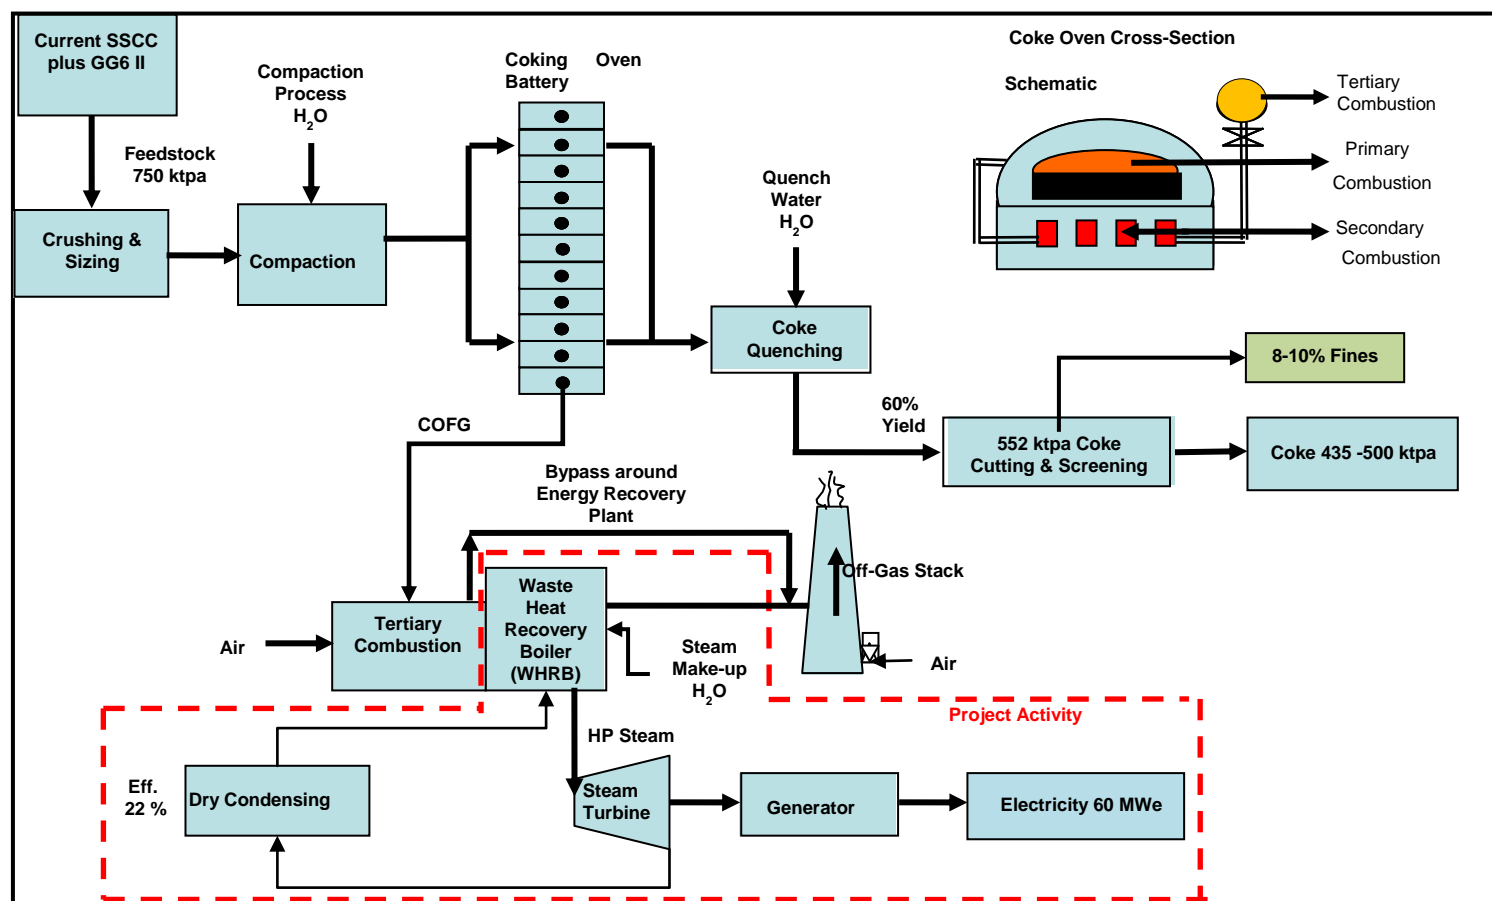 Current SSCC
plus GG6 II
Compaction
Process
H2O
Coking Oven
Battery
Coke Oven Cross-Section
Schematic
Tertiary
Combustion
Primary
Combustion
Secondary
Combustion
Feedstock
750 ktpa
Quench
Water
H2O
Crushing &
Sizing
Compaction
Coke
Quenching
8-10% Fines
60%
Yield
552 ktpa Coke
Cutting & Screening
Coke 435 -500 ktpa
COFG
Bypass around
Energy Recovery
Plant
Off-Gas Stack
Waste
Heat
Recovery
Boiler
(WHRB)
Tertiary
Combustion
Air
Steam
Make-up
H2O
Air
Project Activity
HP Steam
Eff.
22 %
Dry Condensing
Steam
Turbine
Generator
Electricity 60 MWe